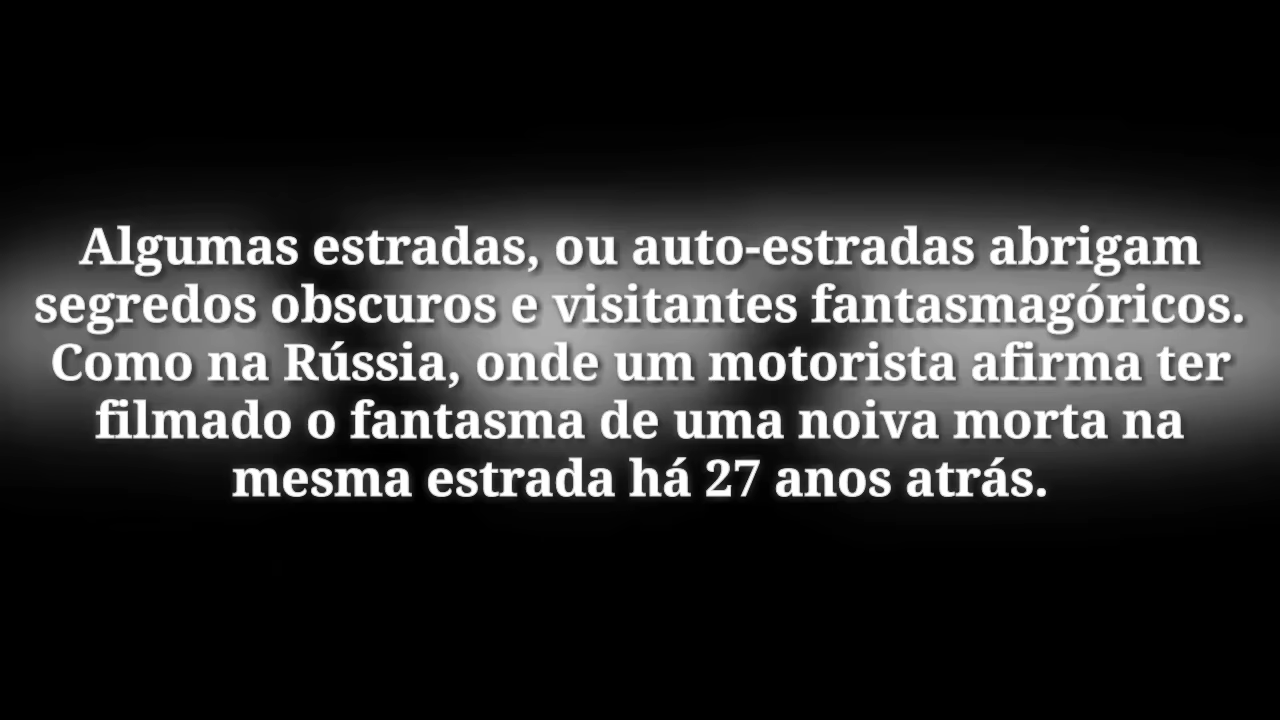 Algumas estradas, ou auto-estradas abrigam
segredos obscuros e visitantes fantasmagóricos.
Como na Rússia, onde um motorista afirma ter
filmado o fantasma de uma noiva morta na
mesma estrada há 27 anos atrás.